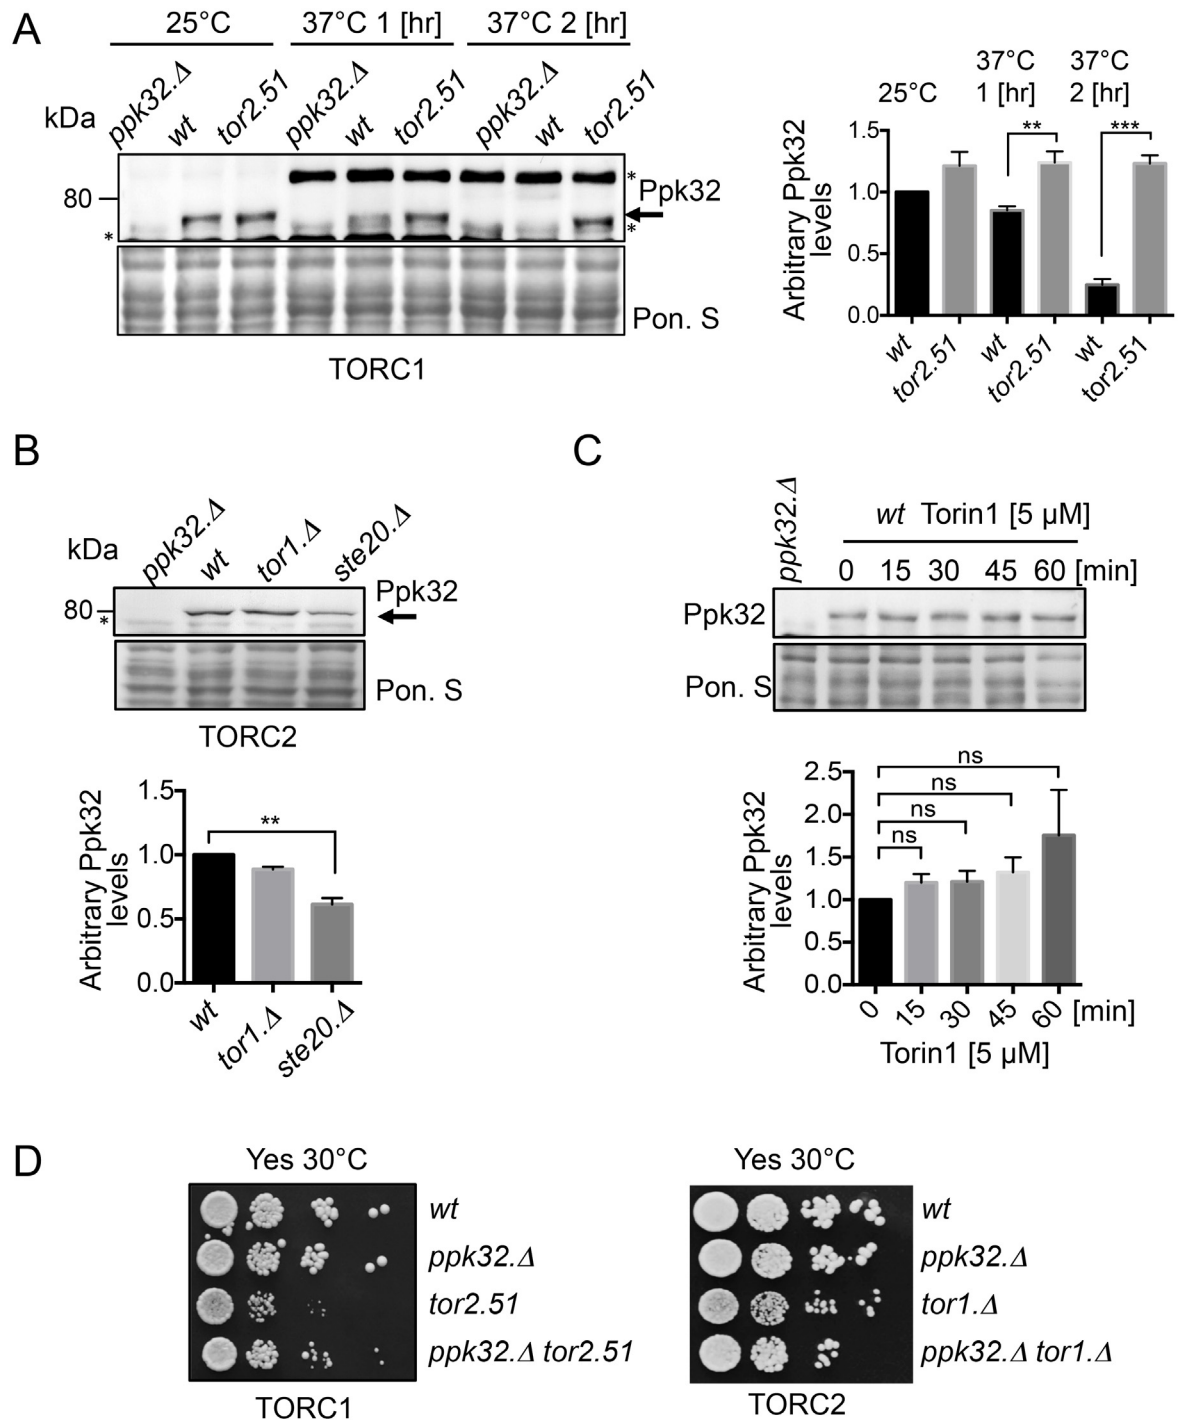 A
25°C 37°C 1 [hr] 37°C 2 [hr]
ppk32.Δ wt tor2.51 ppk32.Δ wt tor2.51 ppk32.Δ wt tor2.51
kDa
80
*
*
Ppk32
*
Pon. S
TORC1
25°C
37°C
1 [hr]
37°C
2 [hr]
** ***
Arbitrary Ppk32
levels
1.5
1.0
0.5
0.0
wt tor2.51 wt tor2.51 wt tor2.51
B
kDa
ppk32.Δ wt tor1.Δ ste20.Δ
80
*
Ppk32
Pon. S
TORC2
Arbitrary Ppk32
levels
1.5
1.0
0.5
0.0
**
wt tor1.Δ ste20.Δ
C
ppk32.Δ
wt Torin1 [5 µM]
0 15 30 45 60 [min]
Ppk32
Pon. S
Arbitrary Ppk32
levels
2.5
2.0
1.5
1.0
0.5
0.0
ns
ns
ns
ns
0 15 30 45 60 [min]
Torin1 [5 µM]
D
Yes 30°C
wt
ppk32.Δ
tor2.51
ppk32.Δ tor2.51
TORC1
Yes 30°C
wt
ppk32.Δ
tor1.Δ
ppk32.Δ tor1.Δ
TORC2